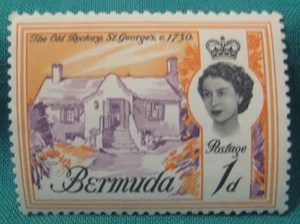 The Old Rectory, St. George's, c. 1730.
Postage
Bermuda
1d